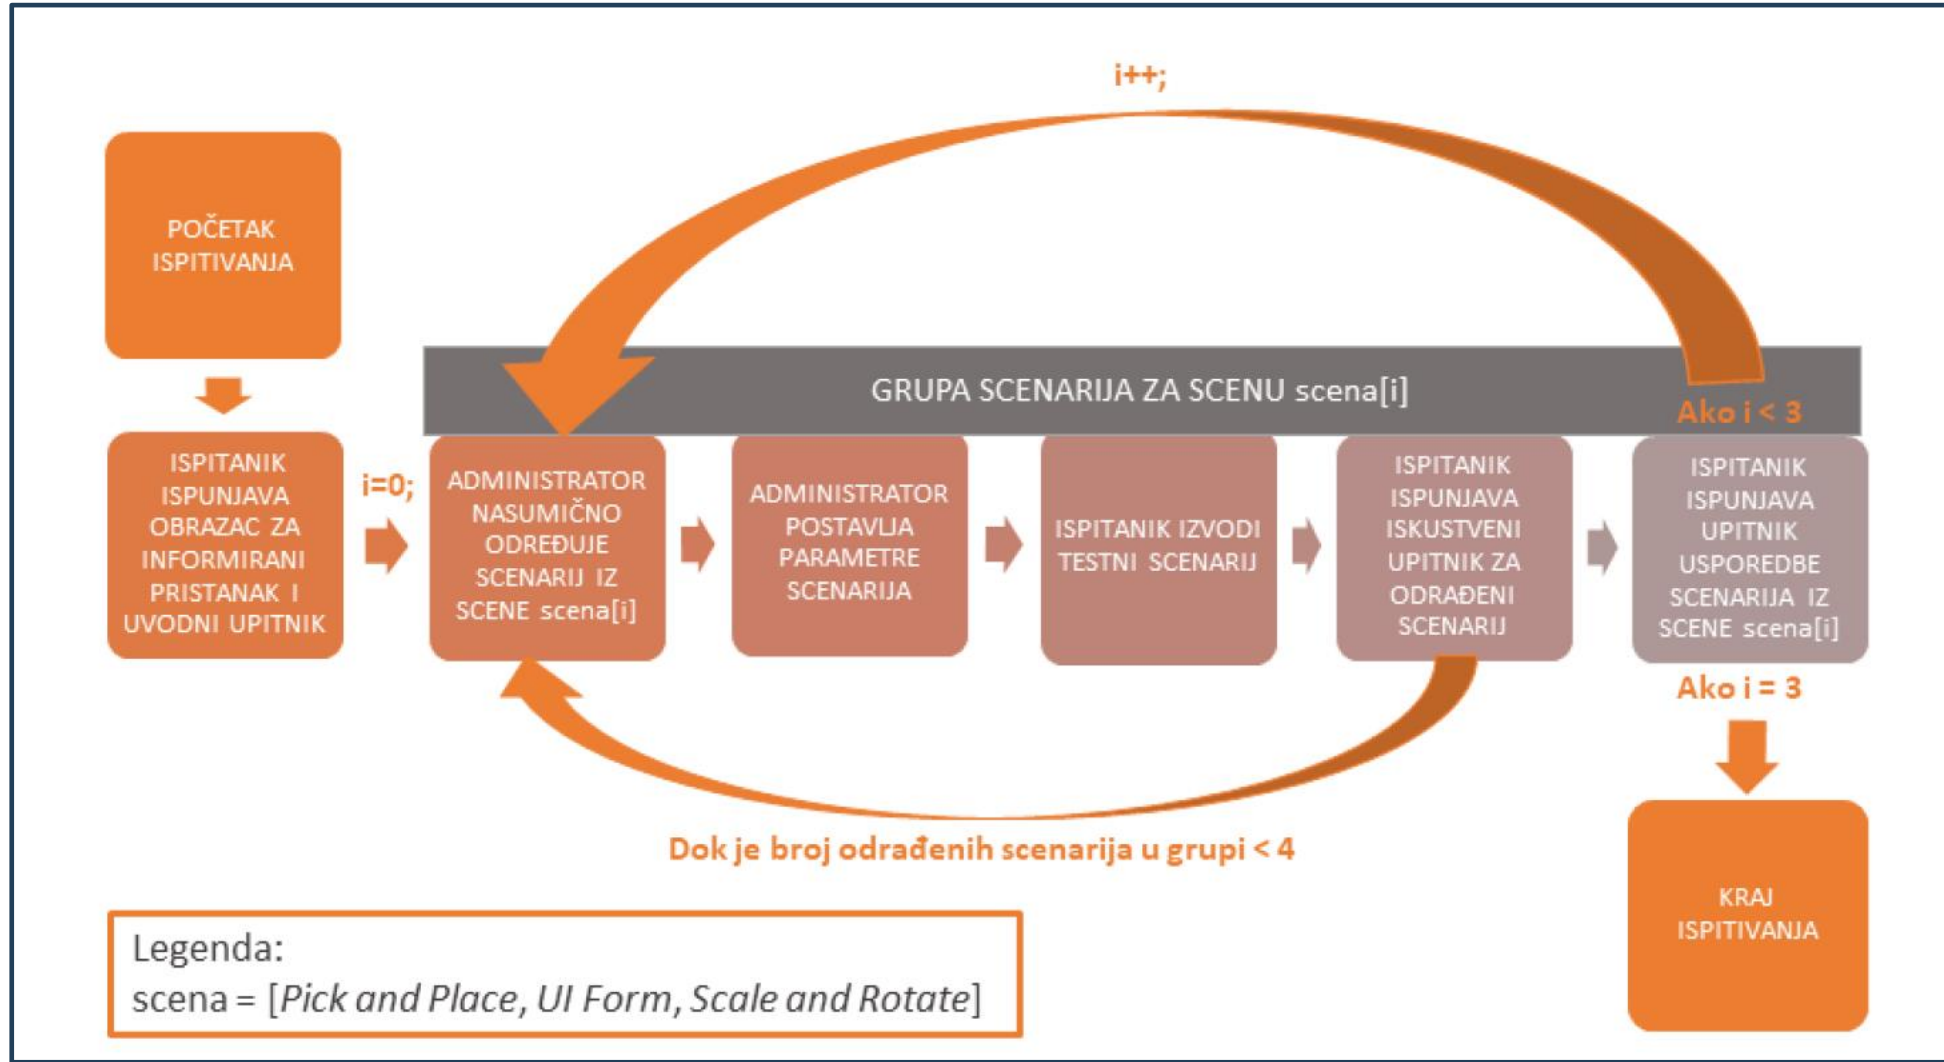 i++;
POČETAK
ISPITIVANJA
GRUPA SCENARIJA ZA SCENU scena[i]
Ako i < 3
ISPITANIK
ISPUNJAVA
OBRAZAC ZA
INFORMIRANI
PRISTANAK I
UVODNI UPITNIK
i=0;
ADMINISTRATOR
NASUMIČNO
ODREĐUJE
SCENARIJ IZ
SCENE scena[i]
ADMINISTRATOR
POSTAVLJA
PARAMETRE
SCENARIJA
ISPITANIK IZVODI
TESTNI SCENARIJ
ISPITANIK
ISPUNJAVA
ISKUSTVENI
UPITNIK ZA
ODRAĐENI
SCENARIJ
ISPITANIK
ISPUNJAVA
UPITNIK
USPOREDBE
SCENARIJA IZ
SCENE scena[i]
Ako i = 3
Dok je broj odrađenih scenarija u grupi < 4
KRAJ
ISPITIVANJA
Legenda:
scena = [Pick and Place, UI Form, Scale and Rotate]